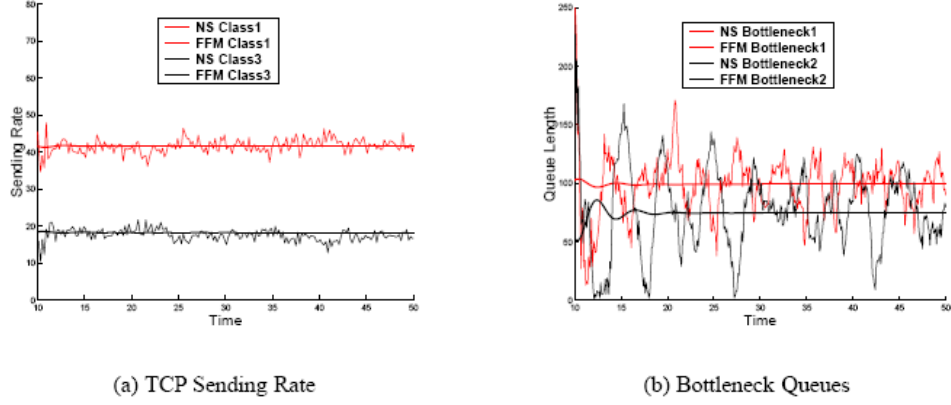 80
70
60
50
40
30
20
10
0
Sending Rate
NS Class1
FFM Class1
NS Class3
FFM Class3
10 15 20 25 30 35 40 45 50
Time
(a) TCP Sending Rate
250
200
150
100
50
0
Queue Length
NS Bottleneck1
FFM Bottleneck1
NS Bottleneck2
FFM Bottleneck2
10 15 20 25 30 35 40 45 50
Time
(b) Bottleneck Queues